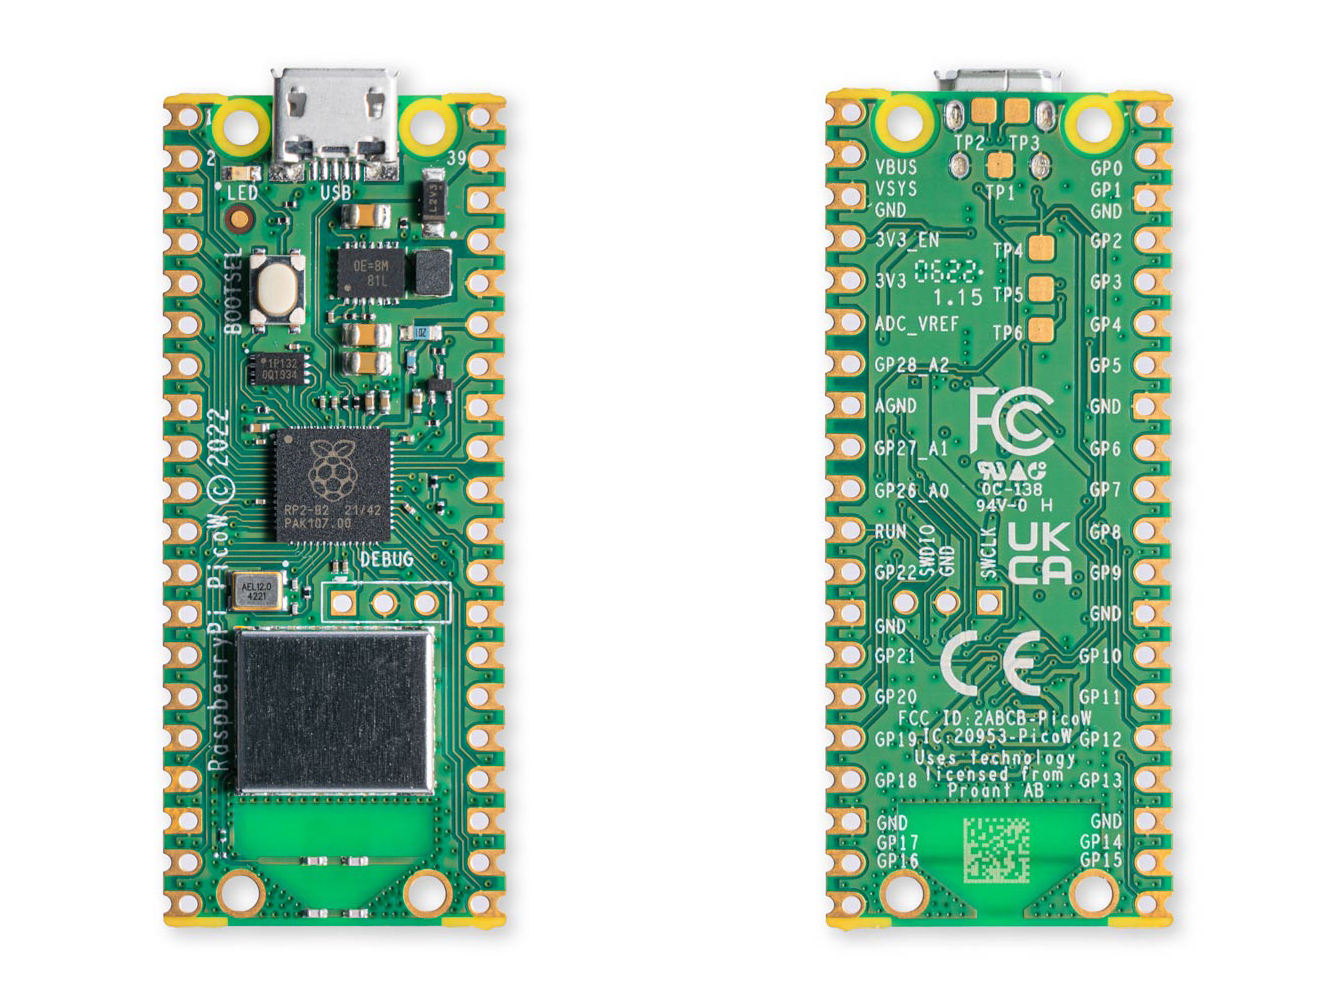 1
2
39
LED
USB
L2V3
BOOTSEL
OE=8M
81L
1P132
0Q1934
RP2-B2 21/42
PAK107.00
DEBUG
AEL12.0
4221
RaspberryPi PicoW © 2022
TP2 TP3
TP1
VBUS
VSYS
GND
3V3_EN
3V3
ADC_VREF
GP28_A2
AGND
GP27_A1
GP26_A0
RUN
GP22
GND
GP21
GP20
GP19
GP18
GND
GP17
GP16
TP4
0622
1.15
TP5
TP6
FC
OC-138
94V-0 H
UK
CA
SWDIO
GND
SWCLK
CE
FCC ID:2ABCB-PicoW
IC:20953-PicoW
Uses technology
licensed from
Proant AB
GP0
GP1
GND
GP2
GP3
GP4
GP5
GND
GP6
GP7
GP8
GP9
GND
GP10
GP11
GP12
GP13
GND
GP14
GP15